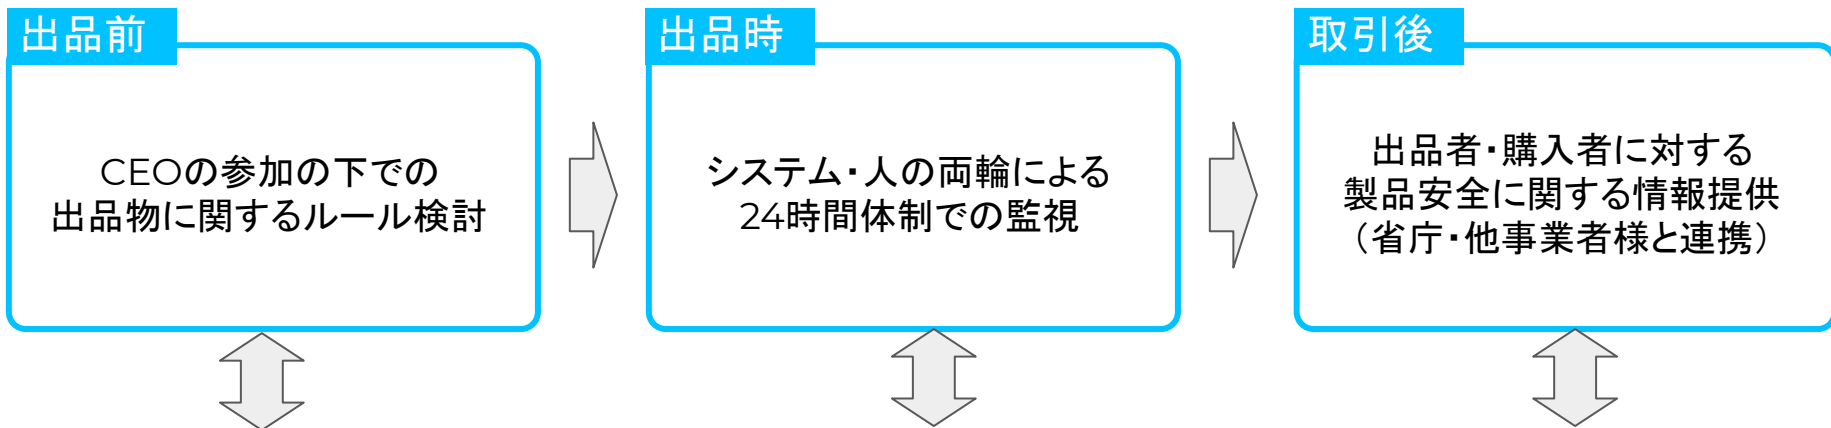 出品前
CEOの参加の下での
出品物に関するルール検討
出品時
システム・人の両輪による
24時間体制での監視
取引後
出品者・購入者に対する
製品安全に関する情報提供
（省庁・他事業者様と連携）